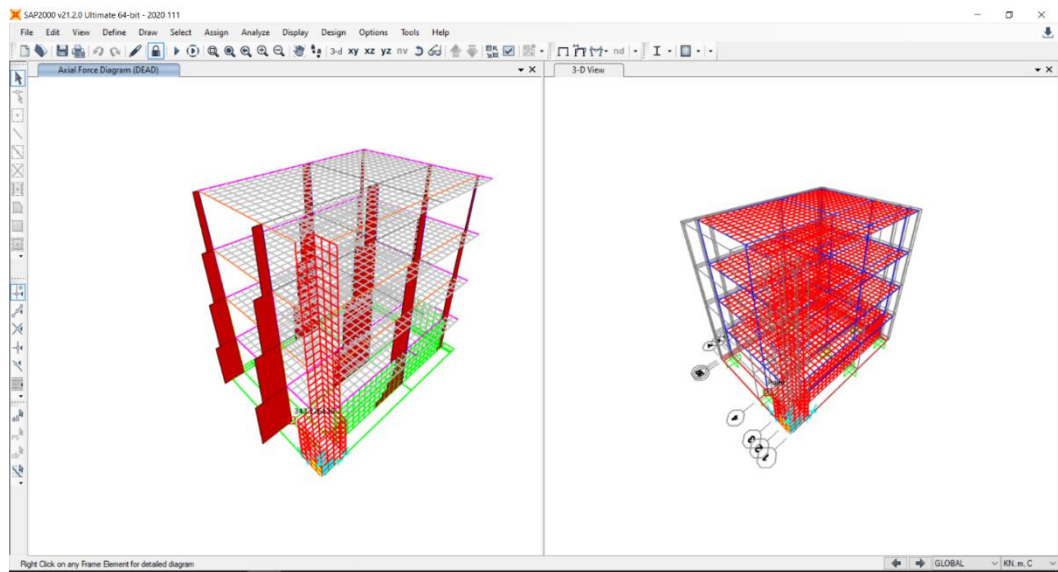 SAP2000 v21.2.0 Ultimate 64-bit - 2020 111
File Edit View Define Draw Select Assign Analyze Display Design Options Tools Help
3-d xy xz yz nv
nd
Axial Force Diagram (DEAD)
3-D View
all
Right Click on any Frame Element for detailed diagram
GLOBAL
KN, m, C